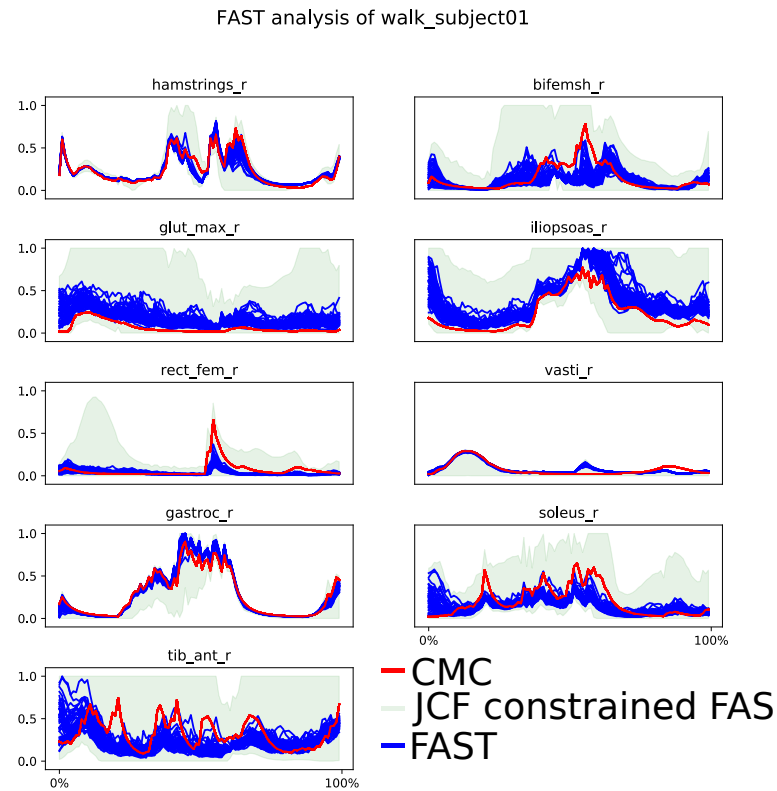 FAST analysis of walk_subject01
hamstrings_r
bifemsh_r
1.0
0.5
0.0
glut_max_r
iliopsoas_r
1.0
0.5
0.0
rect_fem_r
vasti_r
1.0
0.5
0.0
gastroc_r
soleus_r
1.0
0.5
0.0
0%
100%
tib_ant_r
1.0
0.5
0.0
0%
100%
CMC
JCF constrained FAS
FAST